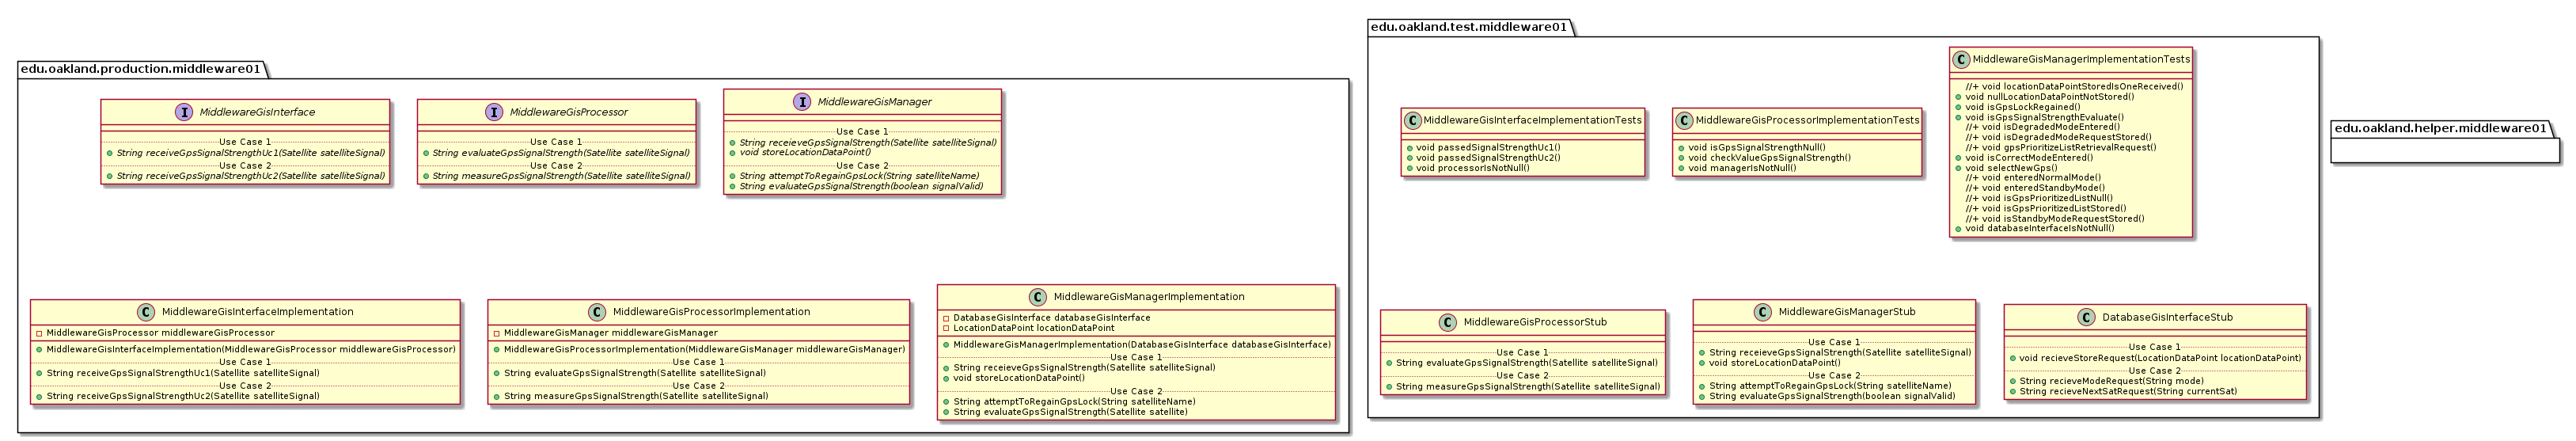 edu.oakland.production.middleware01
I MiddlewareGisInterface
Use Case 1
String receiveGpsSignalStrengthUc1(Satellite satelliteSignal)
Use Case 2
String receiveGpsSignalStrengthUc2(Satellite satelliteSignal)
I MiddlewareGisProcessor
Use Case 1
String evaluateGpsSignalStrength(Satellite satelliteSignal)
Use Case 2
String measureGpsSignalStrength(Satellite satelliteSignal)
I MiddlewareGisManager
Use Case 1
String receieveGpsSignalStrength(Satellite satelliteSignal)
void storeLocationDataPoint()
Use Case 2
String attemptToRegainGpsLock(String satelliteName)
String evaluateGpsSignalStrength(boolean signalValid)
C MiddlewareGisInterfaceImplementation
MiddlewareGisProcessor middlewareGisProcessor
MiddlewareGisInterfaceImplementation(MiddlewareGisProcessor middlewareGisProcessor)
Use Case 1
String receiveGpsSignalStrengthUc1(Satellite satelliteSignal)
Use Case 2
String receiveGpsSignalStrengthUc2(Satellite satelliteSignal)
C MiddlewareGisProcessorImplementation
MiddlewareGisManager middlewareGisManager
MiddlewareGisProcessorImplementation(MiddlewareGisManager middlewareGisManager)
Use Case 1
String evaluateGpsSignalStrength(Satellite satelliteSignal)
Use Case 2
String measureGpsSignalStrength(Satellite satelliteSignal)
C MiddlewareGisManagerImplementation
DatabaseGisInterface databaseGisInterface
LocationDataPoint locationDataPoint
MiddlewareGisManagerImplementation(DatabaseGisInterface databaseGisInterface)
Use Case 1
String receieveGpsSignalStrength(Satellite satelliteSignal)
void storeLocationDataPoint()
Use Case 2
String attemptToRegainGpsLock(String satelliteName)
String evaluateGpsSignalStrength(Satellite satellite)
edu.oakland.test.middleware01
C MiddlewareGisInterfaceImplementationTests
void passedSignalStrengthUc1()
void passedSignalStrengthUc2()
void processorIsNotNull()
C MiddlewareGisProcessorImplementationTests
void isGpsSignalStrengthNull()
void checkValueGpsSignalStrength()
void managerIsNotNull()
C MiddlewareGisManagerImplementationTests
//+ void locationDataPointStoredIsOneReceived()
void nullLocationDataPointNotStored()
void isGpsLockRegained()
void isGpsSignalStrengthEvaluate()
//+ void isDegradedModeEntered()
//+ void isDegradedModeRequestStored()
//+ void gpsPrioritizeListRetrievalRequest()
void isCorrectModeEntered()
void selectNewGps()
//+ void enteredNormalMode()
//+ void enteredStandbyMode()
//+ void isGpsPrioritizedListNull()
//+ void isGpsPrioritizedListStored()
//+ void isStandbyModeRequestStored()
void databaseInterfaceIsNotNull()
C MiddlewareGisProcessorStub
Use Case 1
String evaluateGpsSignalStrength(Satellite satelliteSignal)
Use Case 2
String measureGpsSignalStrength(Satellite satelliteSignal)
C MiddlewareGisManagerStub
Use Case 1
String receieveGpsSignalStrength(Satellite satelliteSignal)
void storeLocationDataPoint()
Use Case 2
String attemptToRegainGpsLock(String satelliteName)
String evaluateGpsSignalStrength(boolean signalValid)
C DatabaseGisInterfaceStub
Use Case 1
void recieveStoreRequest(LocationDataPoint locationDataPoint)
Use Case 2
String recieveModeRequest(String mode)
String recieveNextSatRequest(String currentSat)
edu.oakland.helper.middleware01